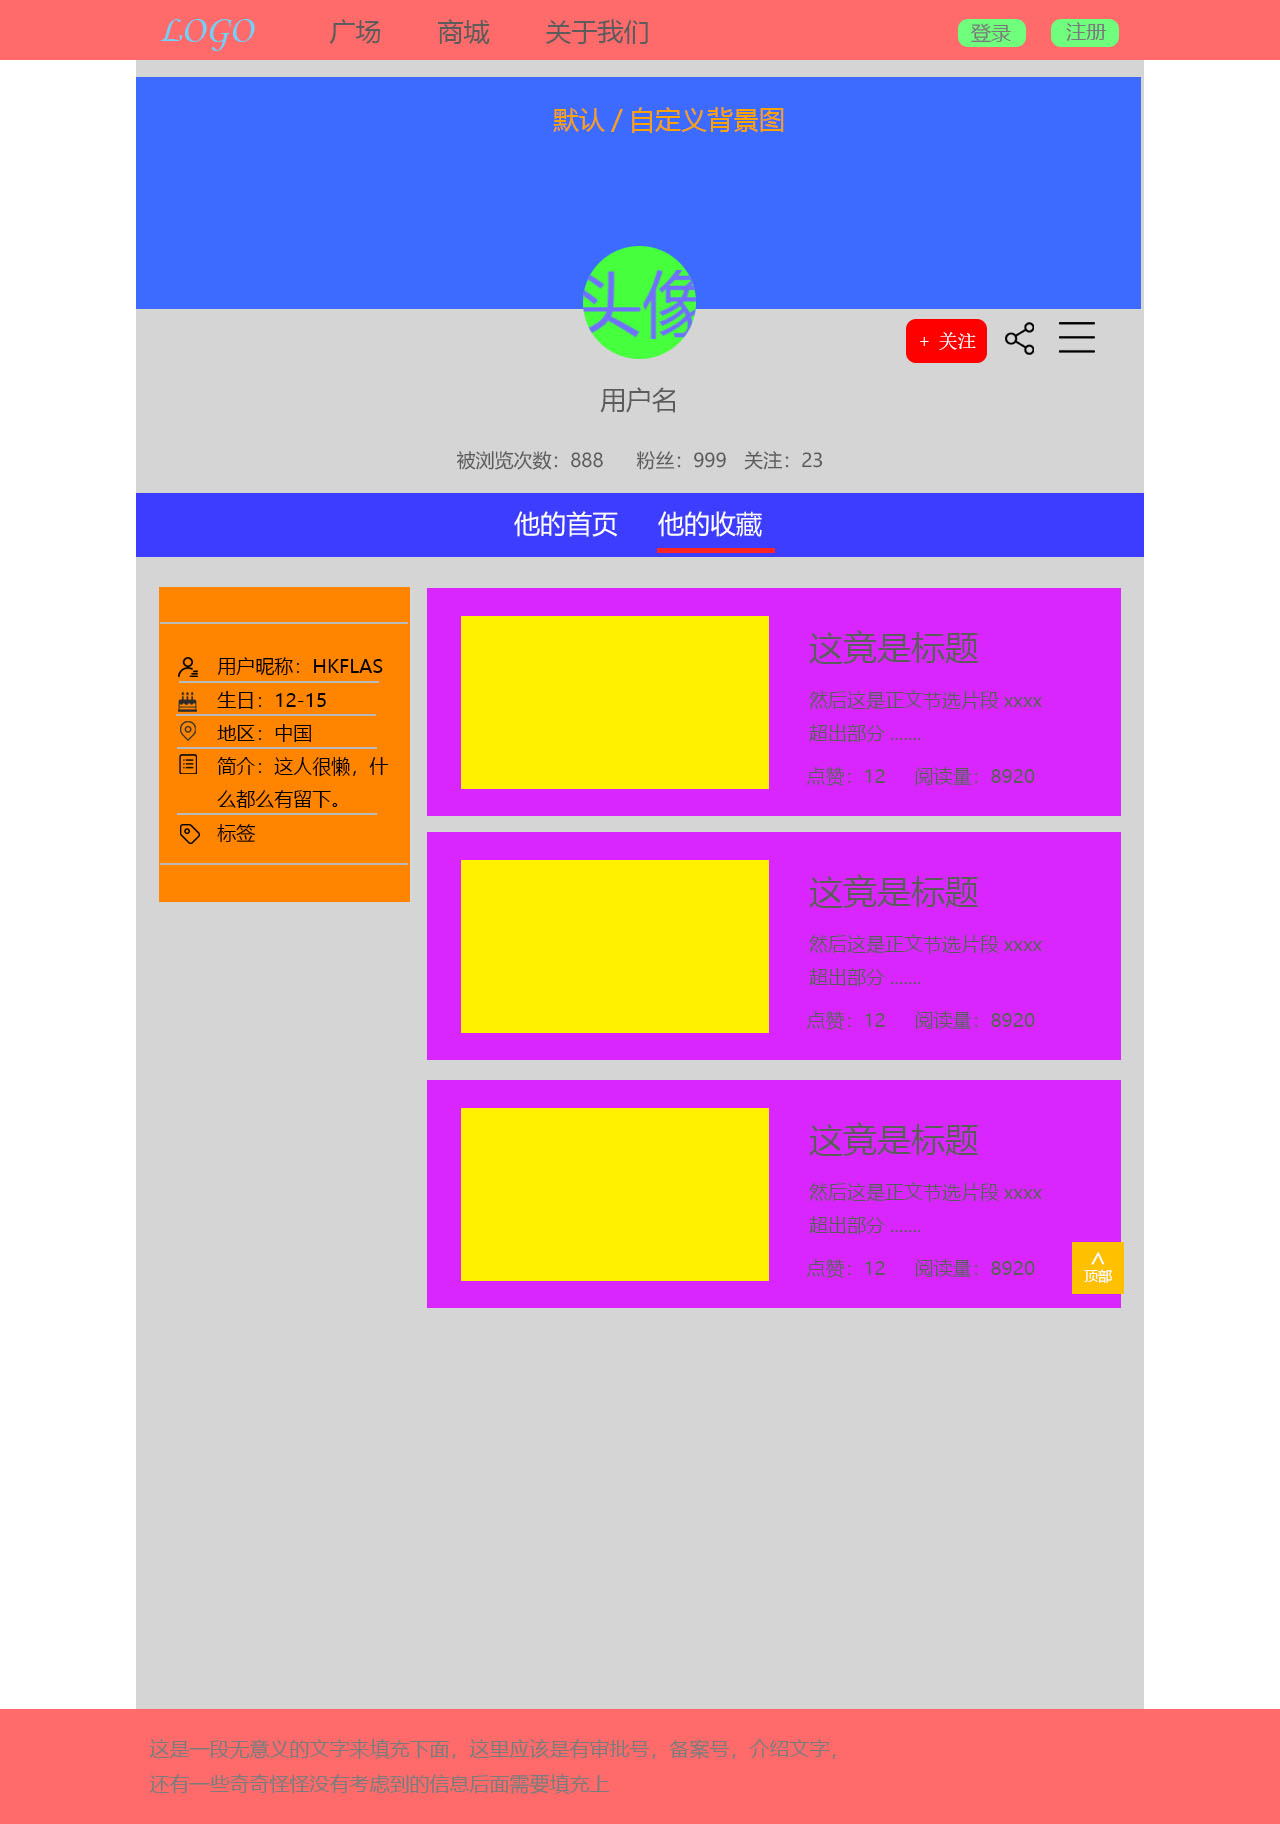 LOGO 广场 商城 关于我们 登录 注册
默认 / 自定义背景图
头像
+ 关注
用户名
被浏览次数：888 粉丝：999 关注：23
他的首页 他的收藏
用户昵称：HKFLAS
生日：12-15
地区：中国
简介：这人很懒，什
么都么有留下。
标签
这竟是标题
然后这是正文节选片段 xxxx
超出部分 .......
点赞：12 阅读量：8920
这竟是标题
然后这是正文节选片段 xxxx
超出部分 .......
点赞：12 阅读量：8920
这竟是标题
然后这是正文节选片段 xxxx
超出部分 .......
点赞：12 阅读量：8920
顶部
这是一段无意义的文字来填充下面，这里应该是有审批号，备案号，介绍文字，
还有一些奇奇怪怪没有考虑到的信息后面需要填充上